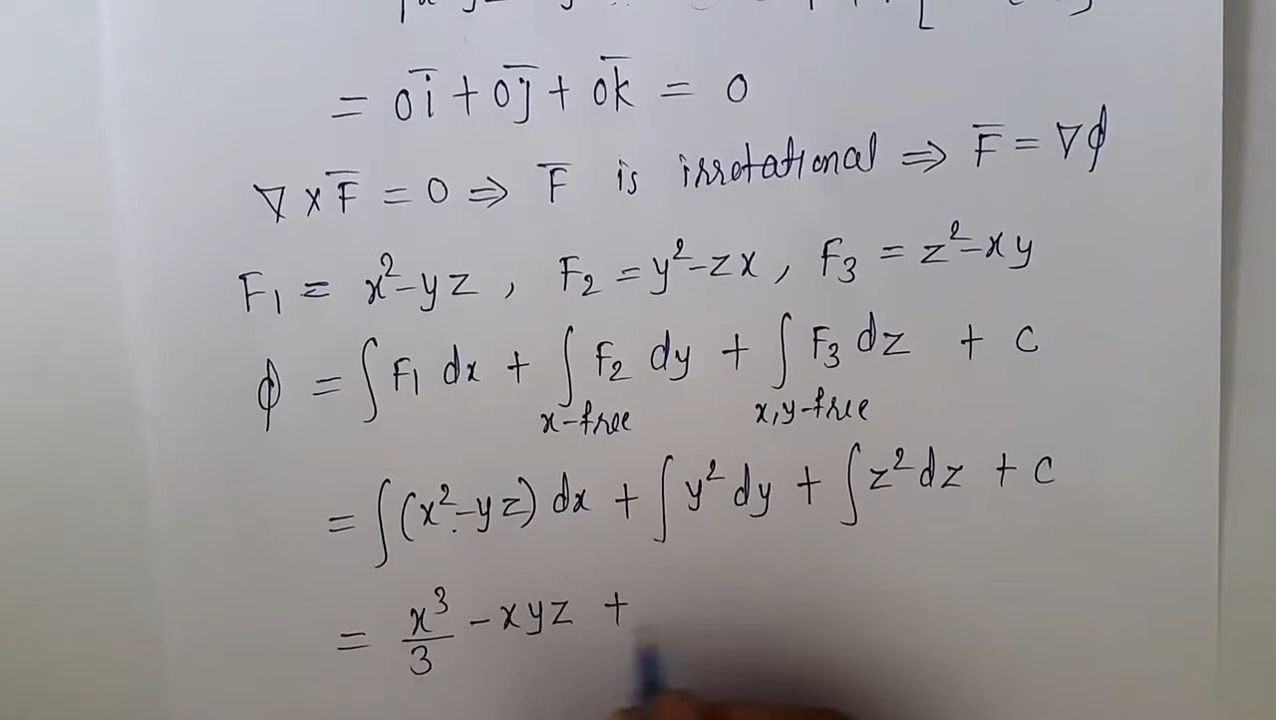 = 0i̅ + 0j̅ + 0k̅ = 0
∇ × F̅ = 0 ⇒ F̅ is irrotational ⇒ F̅ = ∇ϕ
F₁ = x² - yz , F₂ = y² - zx , F₃ = z² - xy
ϕ = ∫ F₁ dx + ∫ F₂ dy + ∫ F₃ dz + c
x-free x,y-free
= ∫ (x² - yz) dx + ∫ y² dy + ∫ z² dz + c
= x³/3 - xyz +